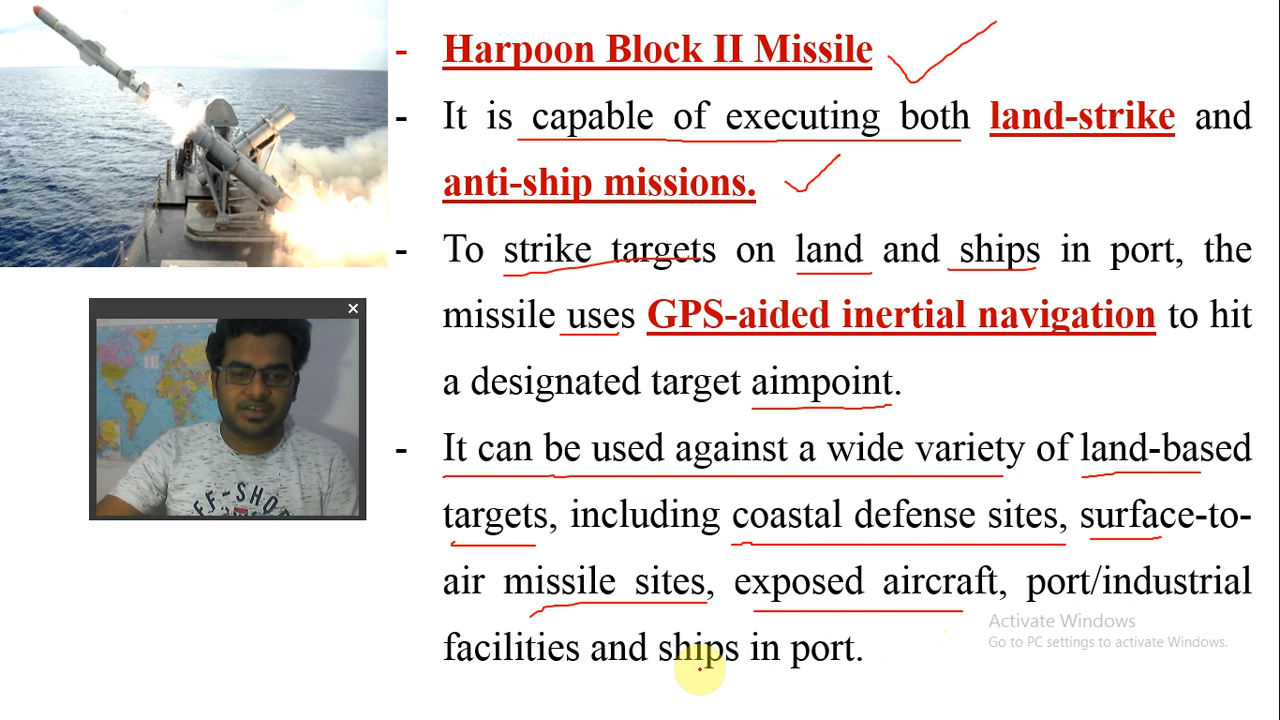 - Harpoon Block II Missile
- It is capable of executing both land-strike and
anti-ship missions.
- To strike targets on land and ships in port, the
missile uses GPS-aided inertial navigation to hit
a designated target aimpoint.
- It can be used against a wide variety of land-based
targets, including coastal defense sites, surface-to-
air missile sites, exposed aircraft, port/industrial
facilities and ships in port.
Activate Windows
Go to PC settings to activate Windows.